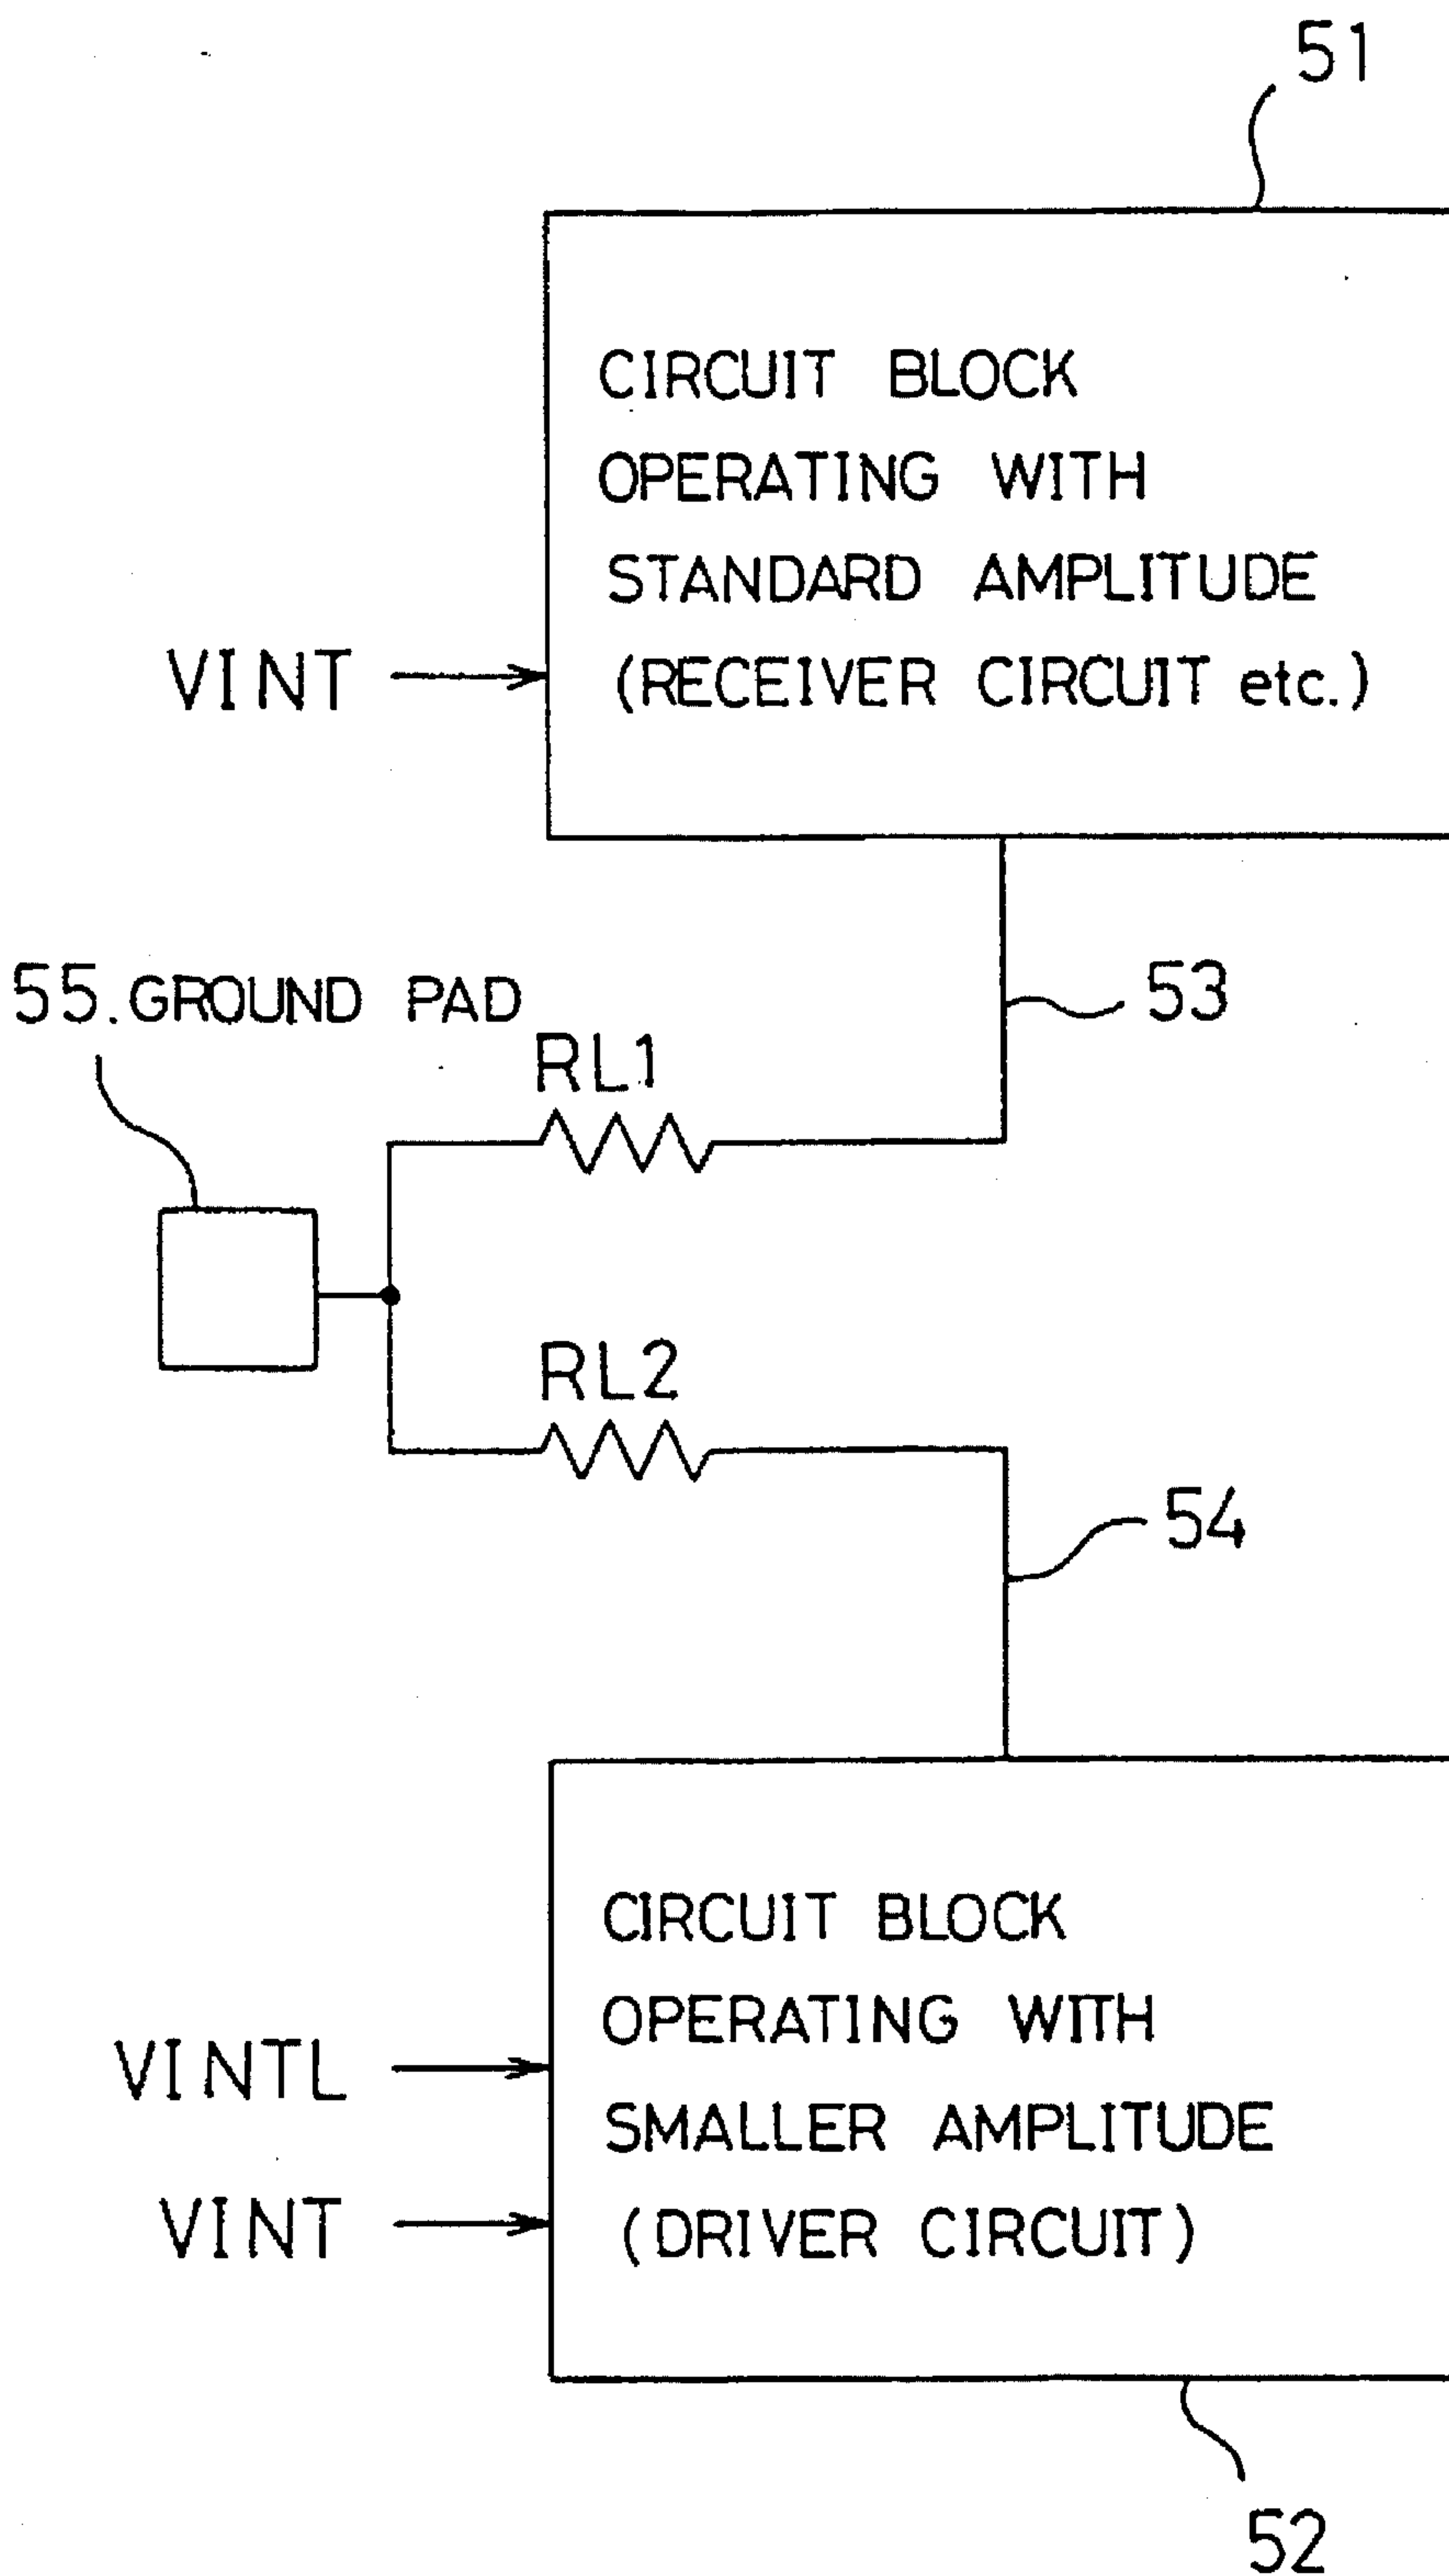 51
CIRCUIT BLOCK
OPERATING WITH
STANDARD AMPLITUDE
(RECEIVER CIRCUIT etc.)
VINT
53
55.GROUND PAD
RL1
RL2
54
CIRCUIT BLOCK
OPERATING WITH
SMALLER AMPLITUDE
(DRIVER CIRCUIT)
VINTL
VINT
52